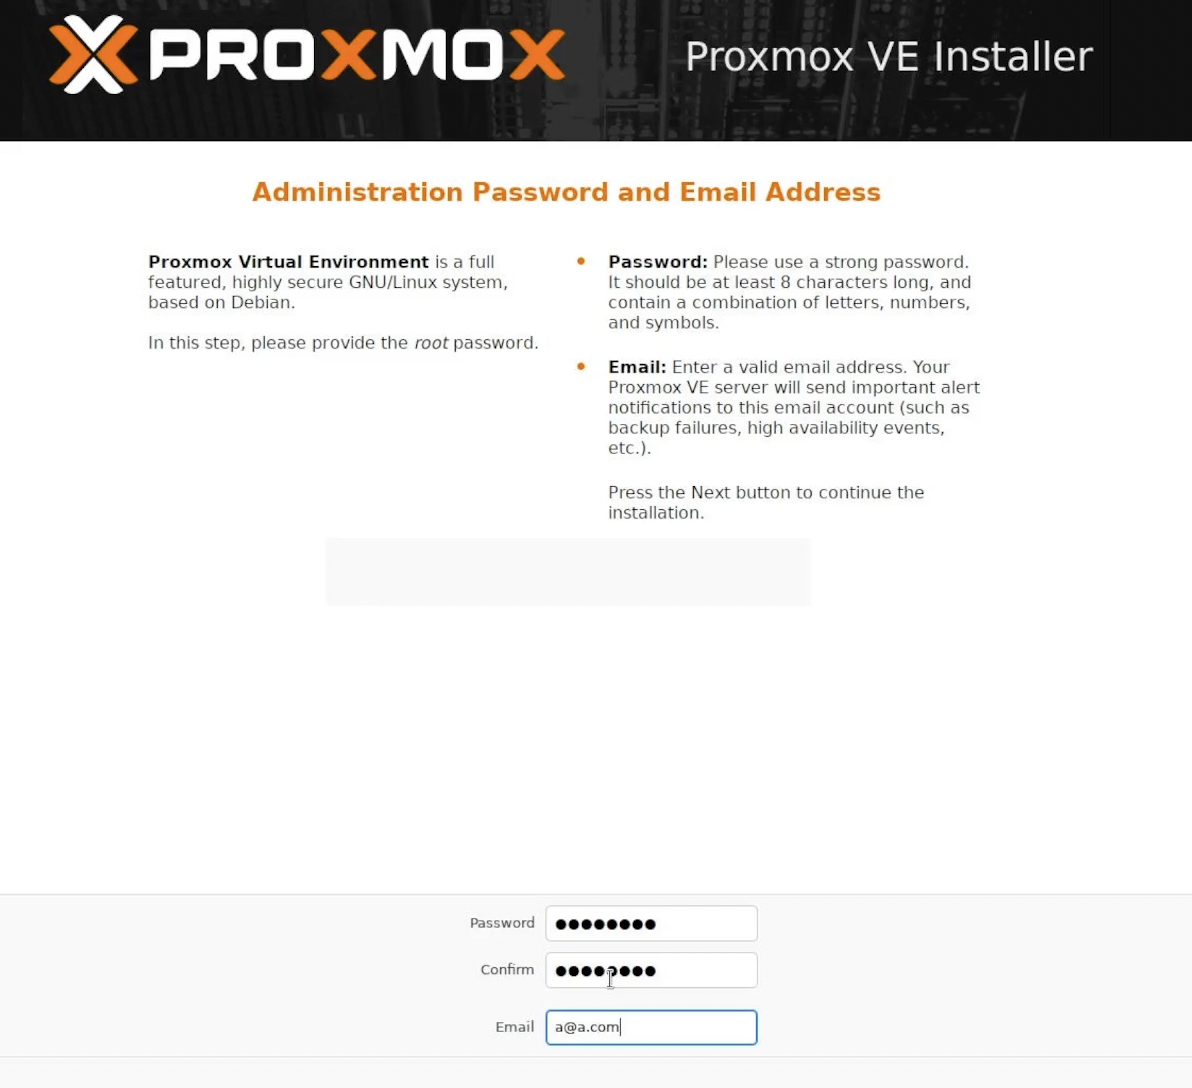 PROXMOX
Proxmox VE Installer
Administration Password and Email Address
Proxmox Virtual Environment is a full
featured, highly secure GNU/Linux system,
based on Debian.
In this step, please provide the root password.
Password: Please use a strong password.
It should be at least 8 characters long, and
contain a combination of letters, numbers,
and symbols.
Email: Enter a valid email address. Your
Proxmox VE server will send important alert
notifications to this email account (such as
backup failures, high availability events,
etc.).
Press the Next button to continue the
installation.
Password ●●●●●●●●
Confirm ●●●●●●●●
Email a@a.com